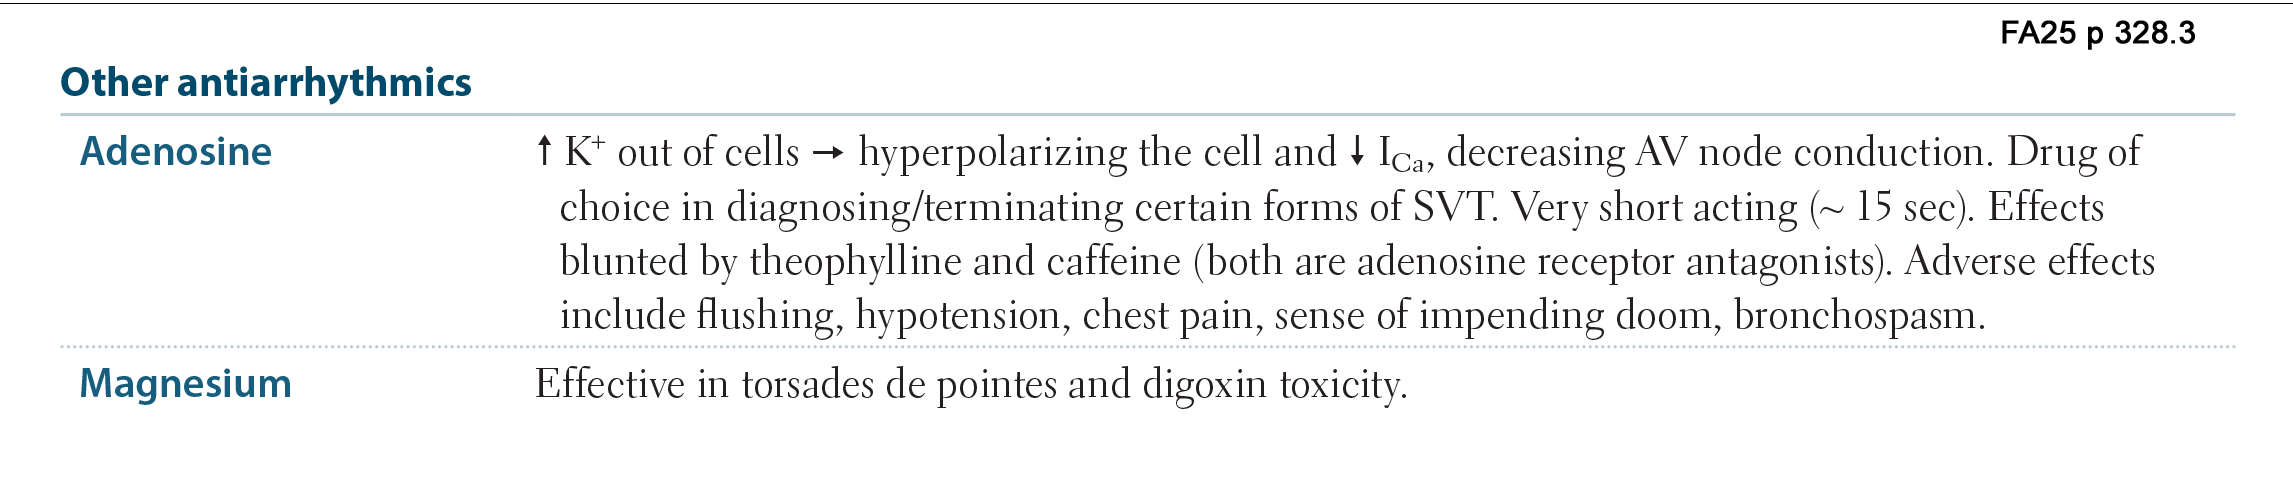 FA25 p 328.3
Other antiarrhythmics
Adenosine
↑ K+ out of cells → hyperpolarizing the cell and ↓ ICa, decreasing AV node conduction. Drug of
choice in diagnosing/terminating certain forms of SVT. Very short acting (~ 15 sec). Effects
blunted by theophylline and caffeine (both are adenosine receptor antagonists). Adverse effects
include flushing, hypotension, chest pain, sense of impending doom, bronchospasm.
Magnesium
Effective in torsades de pointes and digoxin toxicity.